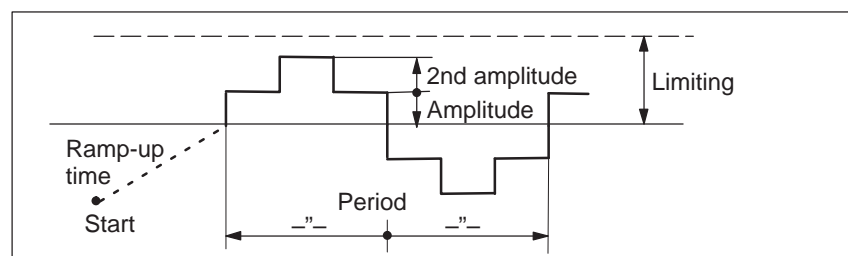 2nd amplitude
Limiting
Amplitude
Ramp-up
time
Start
Period
–”–
–”–